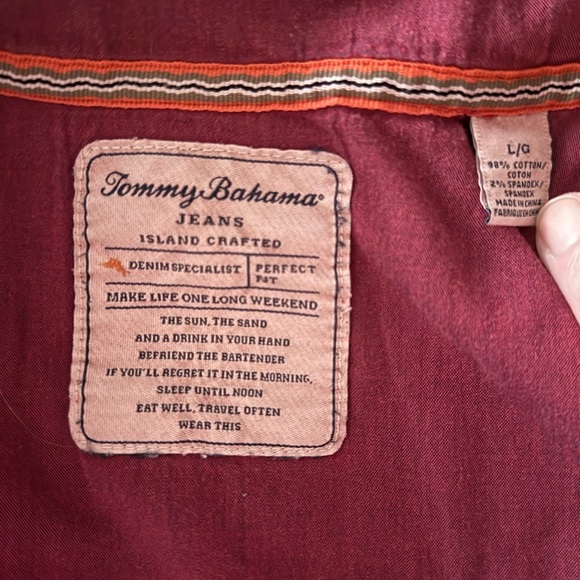 Tommy Bahama®
JEANS
ISLAND CRAFTED
DENIM SPECIALIST
PERFECT
FIT
MAKE LIFE ONE LONG WEEKEND
THE SUN, THE SAND
AND A DRINK IN YOUR HAND
BEFRIEND THE BARTENDER
IF YOU'LL REGRET IT IN THE MORNING,
SLEEP UNTIL NOON
EAT WELL, TRAVEL OFTEN
WEAR THIS
L/G
98% COTTON/
COTON
2% SPANDEX/
SPANDEX
MADE IN CHINA
FABRIQUE EN